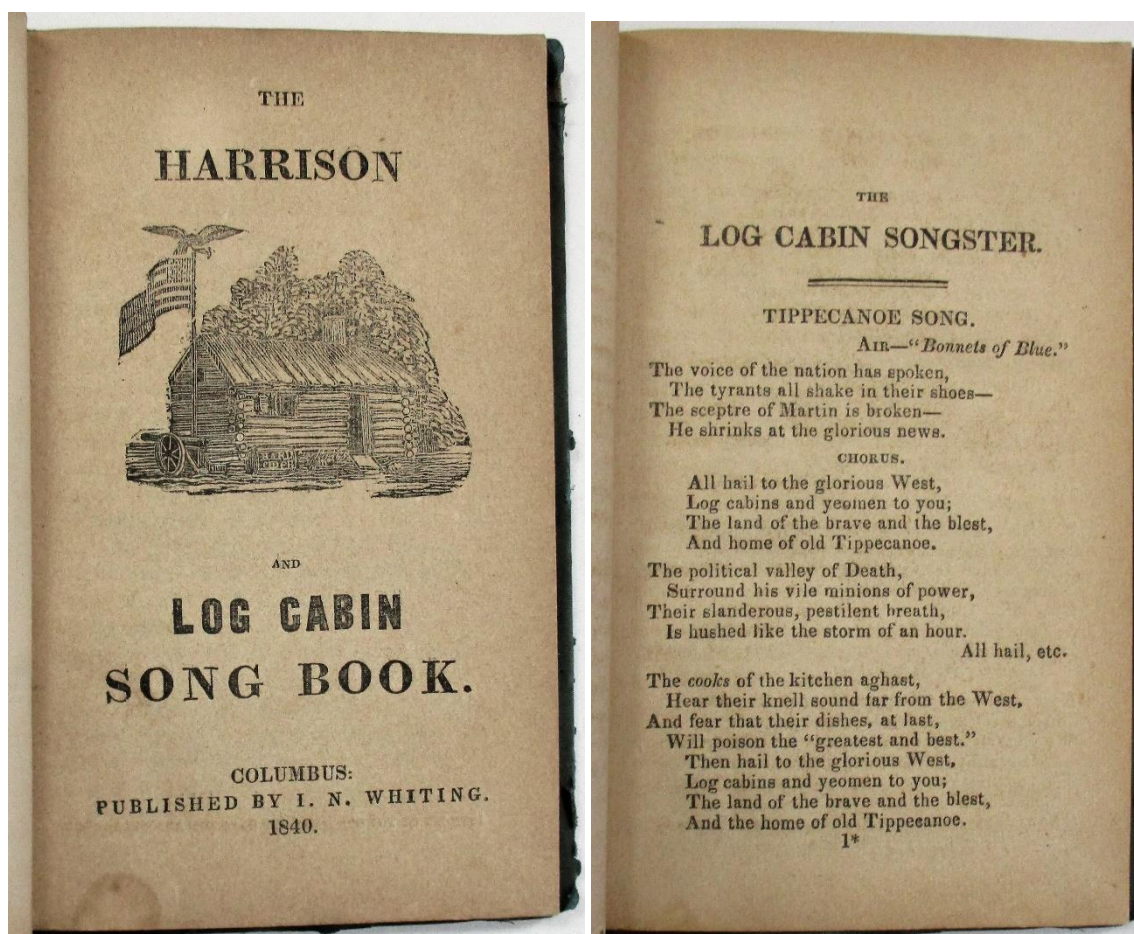 THE
HARRISON
HARD
CIDER
AND
LOG CABIN
SONG BOOK.
COLUMBUS:
PUBLISHED BY I. N. WHITING.
1840.
THE
LOG CABIN SONGSTER.
TIPPECANOE SONG.
AIR—“Bonnets of Blue.”
The voice of the nation has spoken,
The tyrants all shake in their shoes—
The sceptre of Martin is broken—
He shrinks at the glorious news.
CHORUS.
All hail to the glorious West,
Log cabins and yeomen to you;
The land of the brave and the blest,
And home of old Tippecanoe.
The political valley of Death,
Surround his vile minions of power,
Their slanderous, pestilent breath,
Is hushed like the storm of an hour.
All hail, etc.
The cooks of the kitchen aghast,
Hear their knell sound far from the West,
And fear that their dishes, at last,
Will poison the “greatest and best.”
Then hail to the glorious West,
Log cabins and yeomen to you;
The land of the brave and the blest,
And the home of old Tippecanoe.
1*